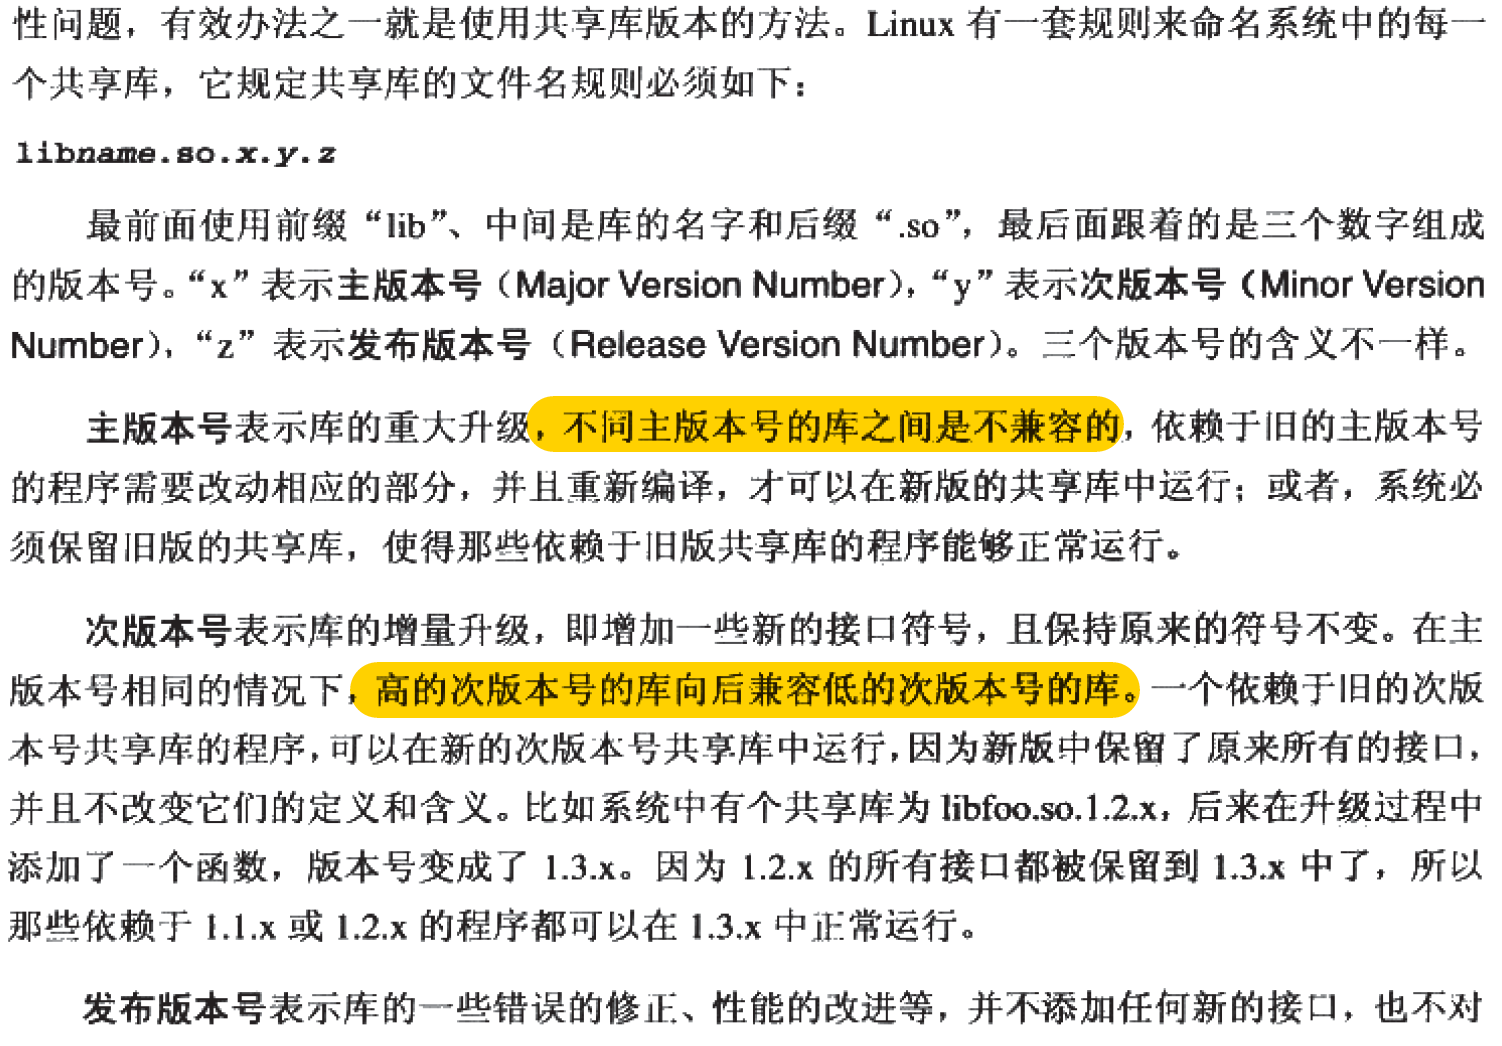 性问题，有效办法之一就是使用共享库版本的方法。Linux 有一套规则来命名系统中的每一
个共享库，它规定共享库的文件名规则必须如下：
libname.so.x.y.z
最前面使用前缀“lib”、中间是库的名字和后缀“.so”，最后面跟着的是三个数字组成
的版本号。“x”表示主版本号（Major Version Number），“y”表示次版本号（Minor Version
Number），“z”表示发布版本号（Release Version Number）。三个版本号的含义不一样。
主版本号表示库的重大升级，不同主版本号的库之间是不兼容的，依赖于旧的主版本号
的程序需要改动相应的部分，并且重新编译，才可以在新版的共享库中运行；或者，系统必
须保留旧版的共享库，使得那些依赖于旧版共享库的程序能够正常运行。
次版本号表示库的增量升级，即增加一些新的接口符号，且保持原来的符号不变。在主
版本号相同的情况下，高的次版本号的库向后兼容低的次版本号的库。一个依赖于旧的次版
本号共享库的程序，可以在新的次版本号共享库中运行，因为新版中保留了原来所有的接口，
并且不改变它们的定义和含义。比如系统中有个共享库为 libfoo.so.1.2.x，后来在升级过程中
添加了一个函数，版本号变成了 1.3.x。因为 1.2.x 的所有接口都被保留到 1.3.x 中了，所以
那些依赖于 1.1.x 或 1.2.x 的程序都可以在 1.3.x 中正常运行。
发布版本号表示库的一些错误的修正、性能的改进等，并不添加任何新的接口，也不对